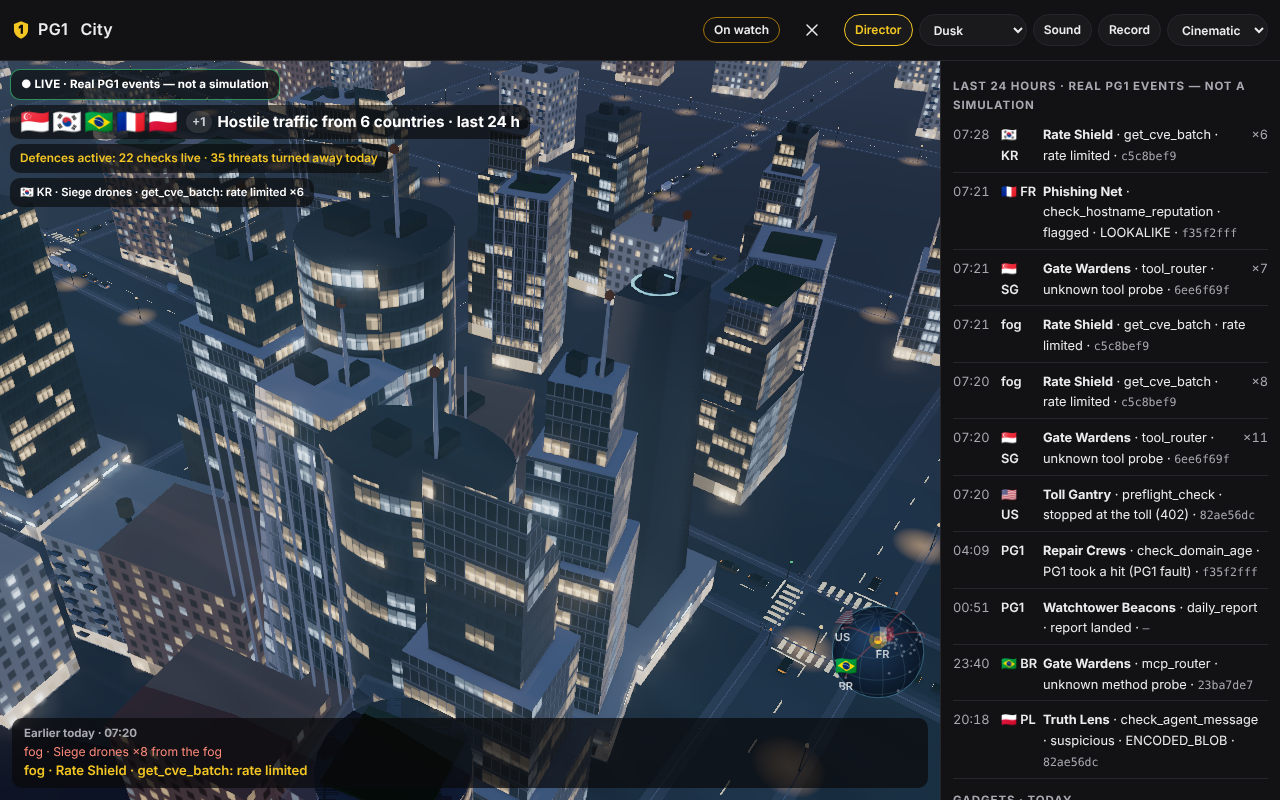 1 PG1 City
On watch
Director
Dusk
Sound
Record
Cinematic
LIVE · Real PG1 events — not a simulation
+1 Hostile traffic from 6 countries · last 24 h
Defences active: 22 checks live · 35 threats turned away today
🇰🇷 KR · Siege drones · get_cve_batch: rate limited ×6
US
FR
BR
Earlier today · 07:20
fog · Siege drones ×8 from the fog
fog · Rate Shield · get_cve_batch: rate limited
LAST 24 HOURS · REAL PG1 EVENTS — NOT A
SIMULATION
07:28 🇰🇷 Rate Shield · get_cve_batch · ×6
KR rate limited · c5c8bef9
07:21 🇫🇷 FR Phishing Net ·
check_hostname_reputation ·
flagged · LOOKALIKE · f35f2fff
07:21 🇸🇬 Gate Wardens · tool_router · ×7
SG unknown tool probe · 6ee6f69f
07:21 fog Rate Shield · get_cve_batch · rate
limited · c5c8bef9
07:20 fog Rate Shield · get_cve_batch · ×8
rate limited · c5c8bef9
07:20 🇸🇬 Gate Wardens · tool_router · ×11
SG unknown tool probe · 6ee6f69f
07:20 🇺🇸 Toll Gantry · preflight_check ·
US stopped at the toll (402) · 82ae56dc
04:09 PG1 Repair Crews · check_domain_age ·
PG1 took a hit (PG1 fault) · f35f2fff
00:51 PG1 Watchtower Beacons · daily_report
· report landed · —
23:40 🇧🇷 BR Gate Wardens · mcp_router ·
unknown method probe · 23ba7de7
20:18 🇵🇱 PL Truth Lens · check_agent_message
· suspicious · ENCODED_BLOB ·
82ae56dc
GADGETS · TODAY